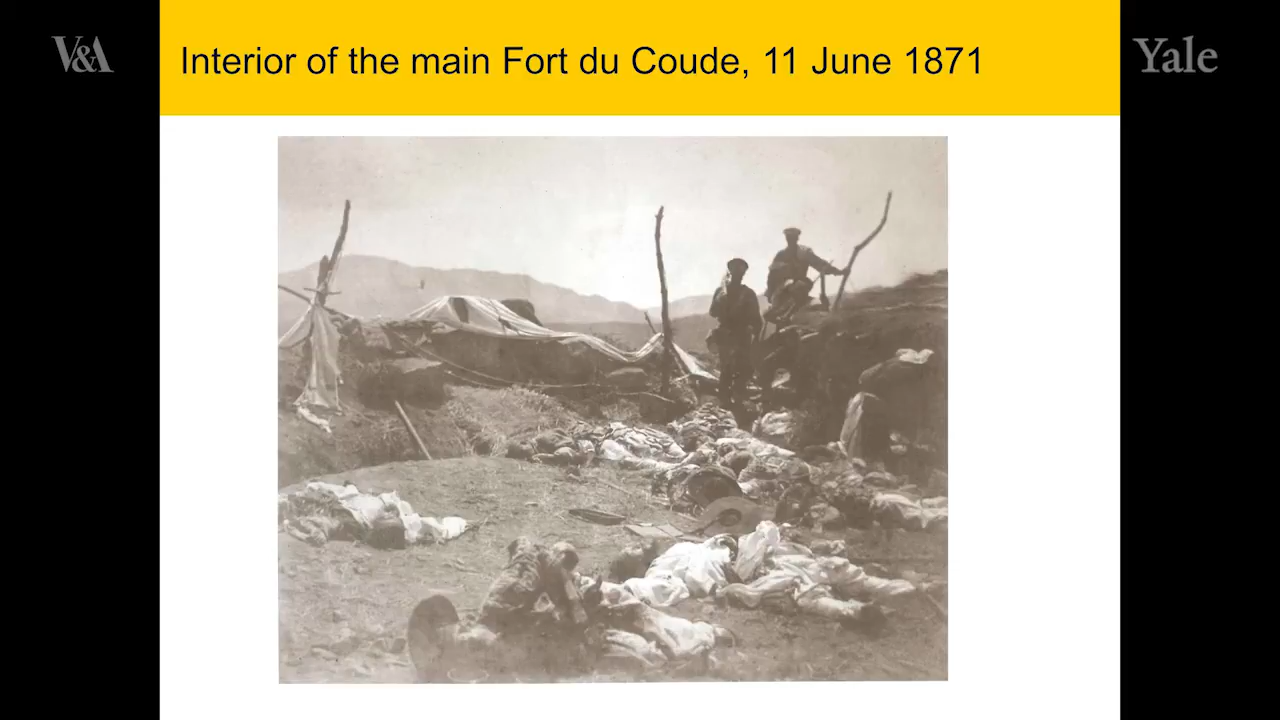 V&A
Interior of the main Fort du Coude, 11 June 1871
Yale